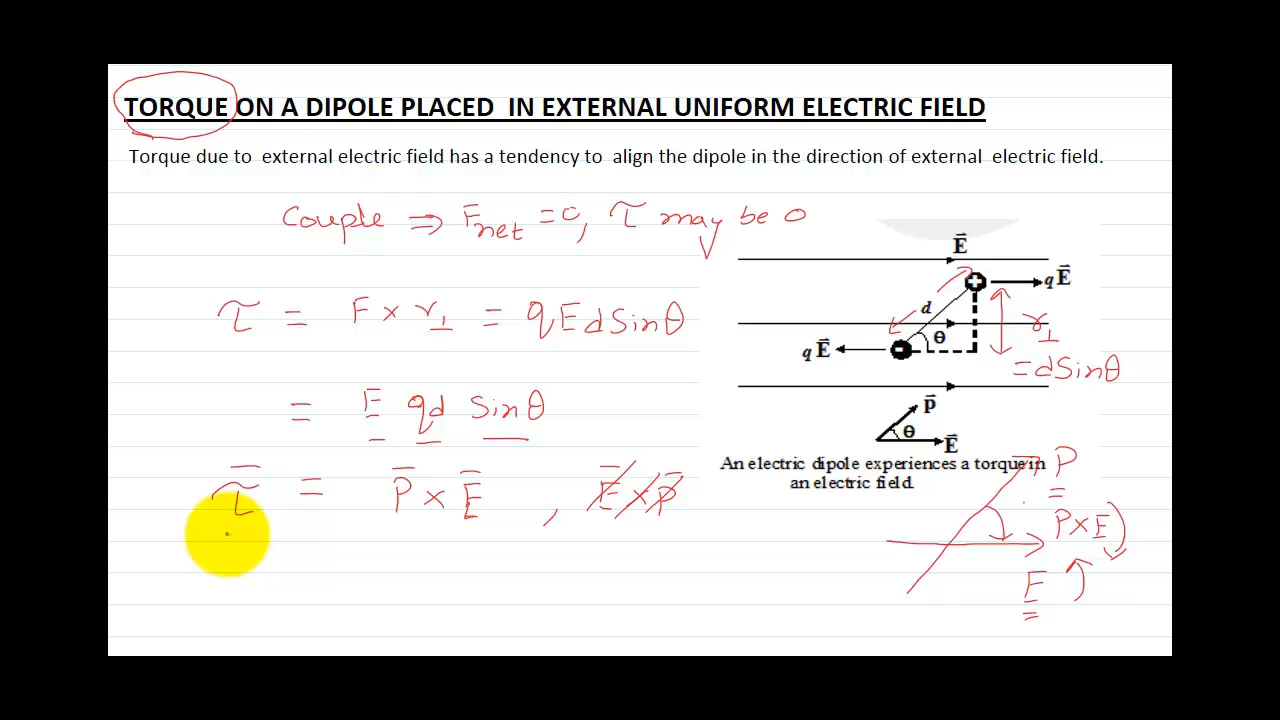 TORQUE ON A DIPOLE PLACED IN EXTERNAL UNIFORM ELECTRIC FIELD
Torque due to external electric field has a tendency to align the dipole in the direction of external electric field.
Couple ⇒ Fnet = 0, τ may be 0
τ = F × r⊥ = qEdSinθ
= E qd Sinθ
τ̅ = P̅ × E̅ , E̅ × p̅
E⃗
qE⃗
d
θ
qE⃗
r⊥
= dSinθ
p⃗
θ
E⃗
An electric dipole experiences a torque in
an electric field.
P
P × E̅
E